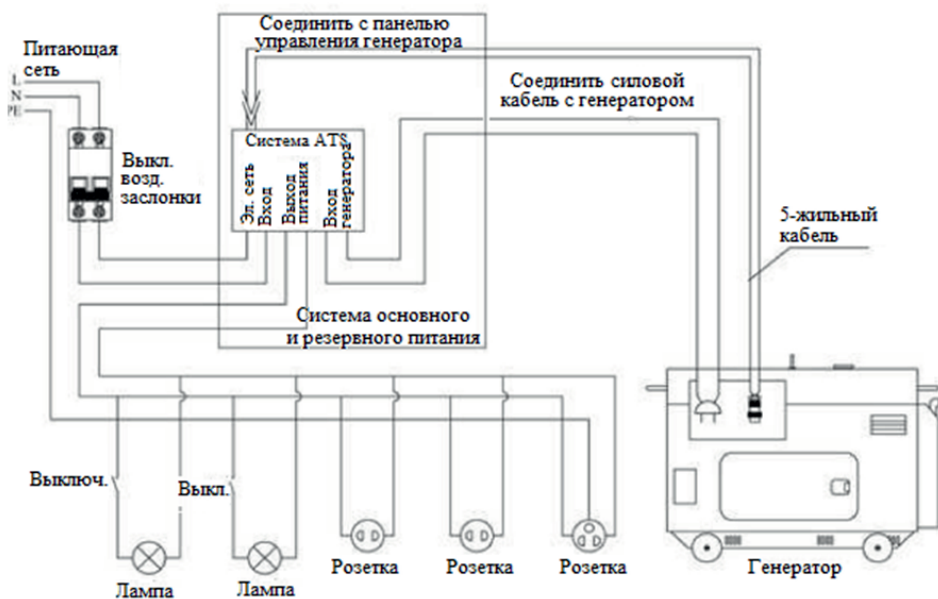 Соединить с панелью
управления генератора
Питающая
сеть
L
N
PE
Соединить силовой
кабель с генератором
Система ATS
Эл. сеть
Вход
Выход
питания
Вход
генератора
Выкл.
возд.
заслонки
5-жильный
кабель
Система основного
и резервного питания
Выключ.
Выкл.
Лампа
Лампа
Розетка
Розетка
Розетка
Генератор